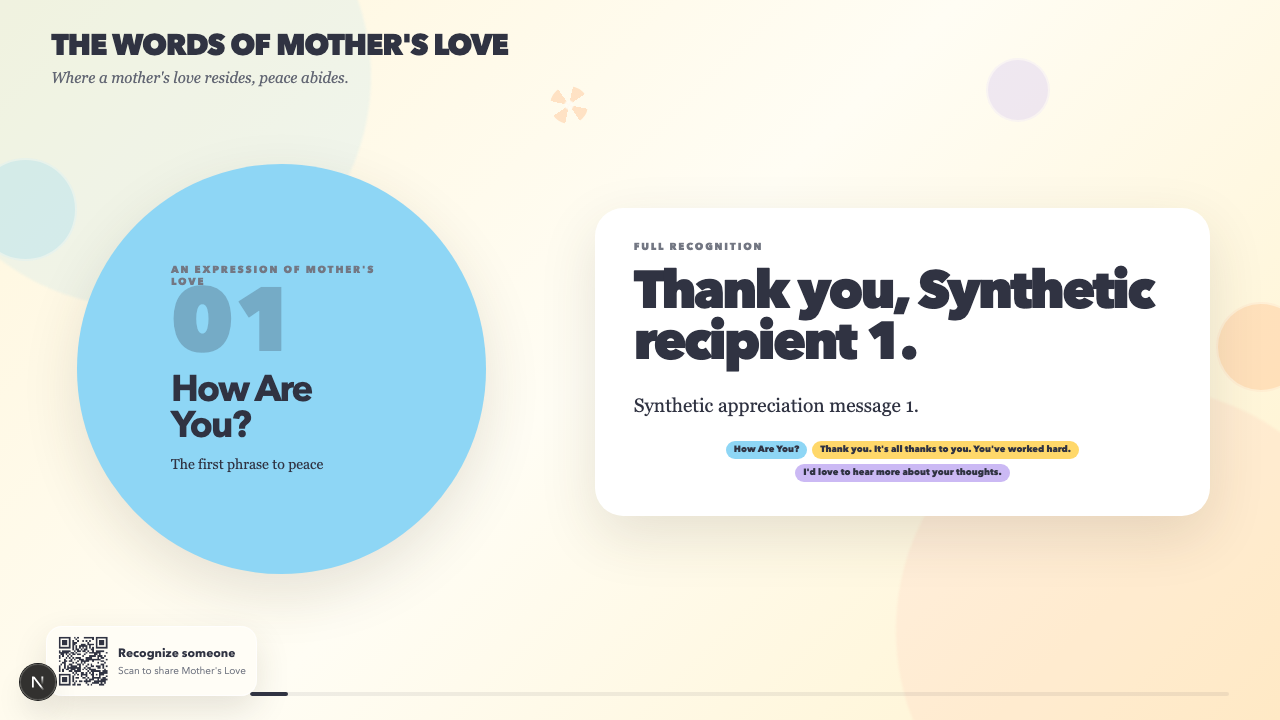 THE WORDS OF MOTHER'S LOVE
Where a mother's love resides, peace abides.
AN EXPRESSION OF MOTHER'S
LOVE
01
How Are
You?
The first phrase to peace
FULL RECOGNITION
Thank you, Synthetic
recipient 1.
Synthetic appreciation message 1.
How Are You?
Thank you. It's all thanks to you. You've worked hard.
I'd love to hear more about your thoughts.
Recognize someone
Scan to share Mother's Love
N